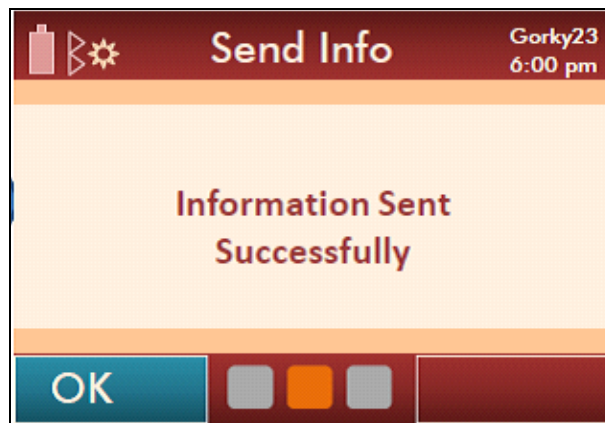 Send Info
Gorky23
6:00 pm
Information Sent
Successfully
OK